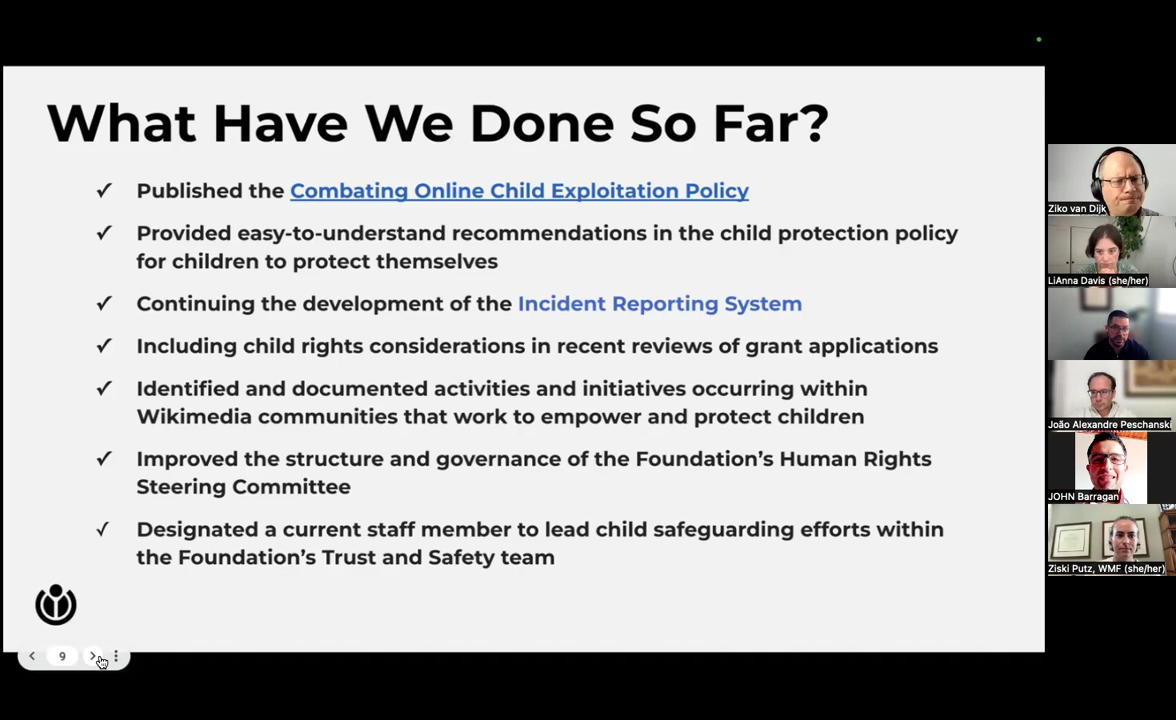 What Have We Done So Far?
✓ Published the Combating Online Child Exploitation Policy
✓ Provided easy-to-understand recommendations in the child protection policy
for children to protect themselves
✓ Continuing the development of the Incident Reporting System
✓ Including child rights considerations in recent reviews of grant applications
✓ Identified and documented activities and initiatives occurring within
Wikimedia communities that work to empower and protect children
✓ Improved the structure and governance of the Foundation’s Human Rights
Steering Committee
✓ Designated a current staff member to lead child safeguarding efforts within
the Foundation’s Trust and Safety team
9
Ziko van Dijk
LiAnna Davis (she/her)
João Alexandre Peschanski
JOHN Barragan
Ziski Putz, WMF (she/her)